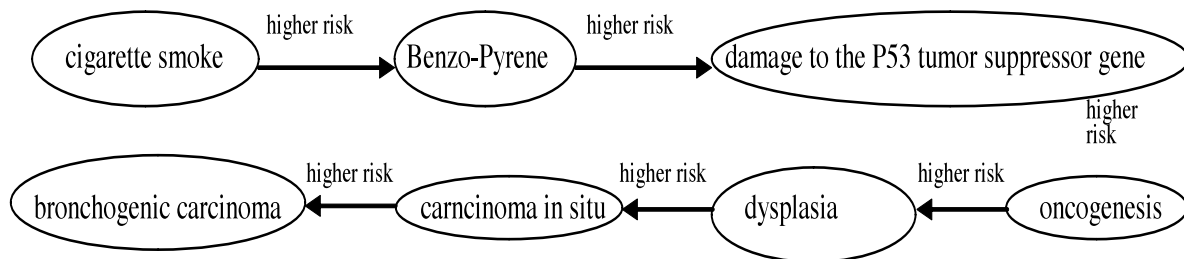 higher risk
higher risk
cigarette smoke
Benzo-Pyrene
damage to the P53 tumor suppressor gene
higher
risk
higher risk
higher risk
higher risk
bronchogenic carcinoma
carncinoma in situ
dysplasia
oncogenesis